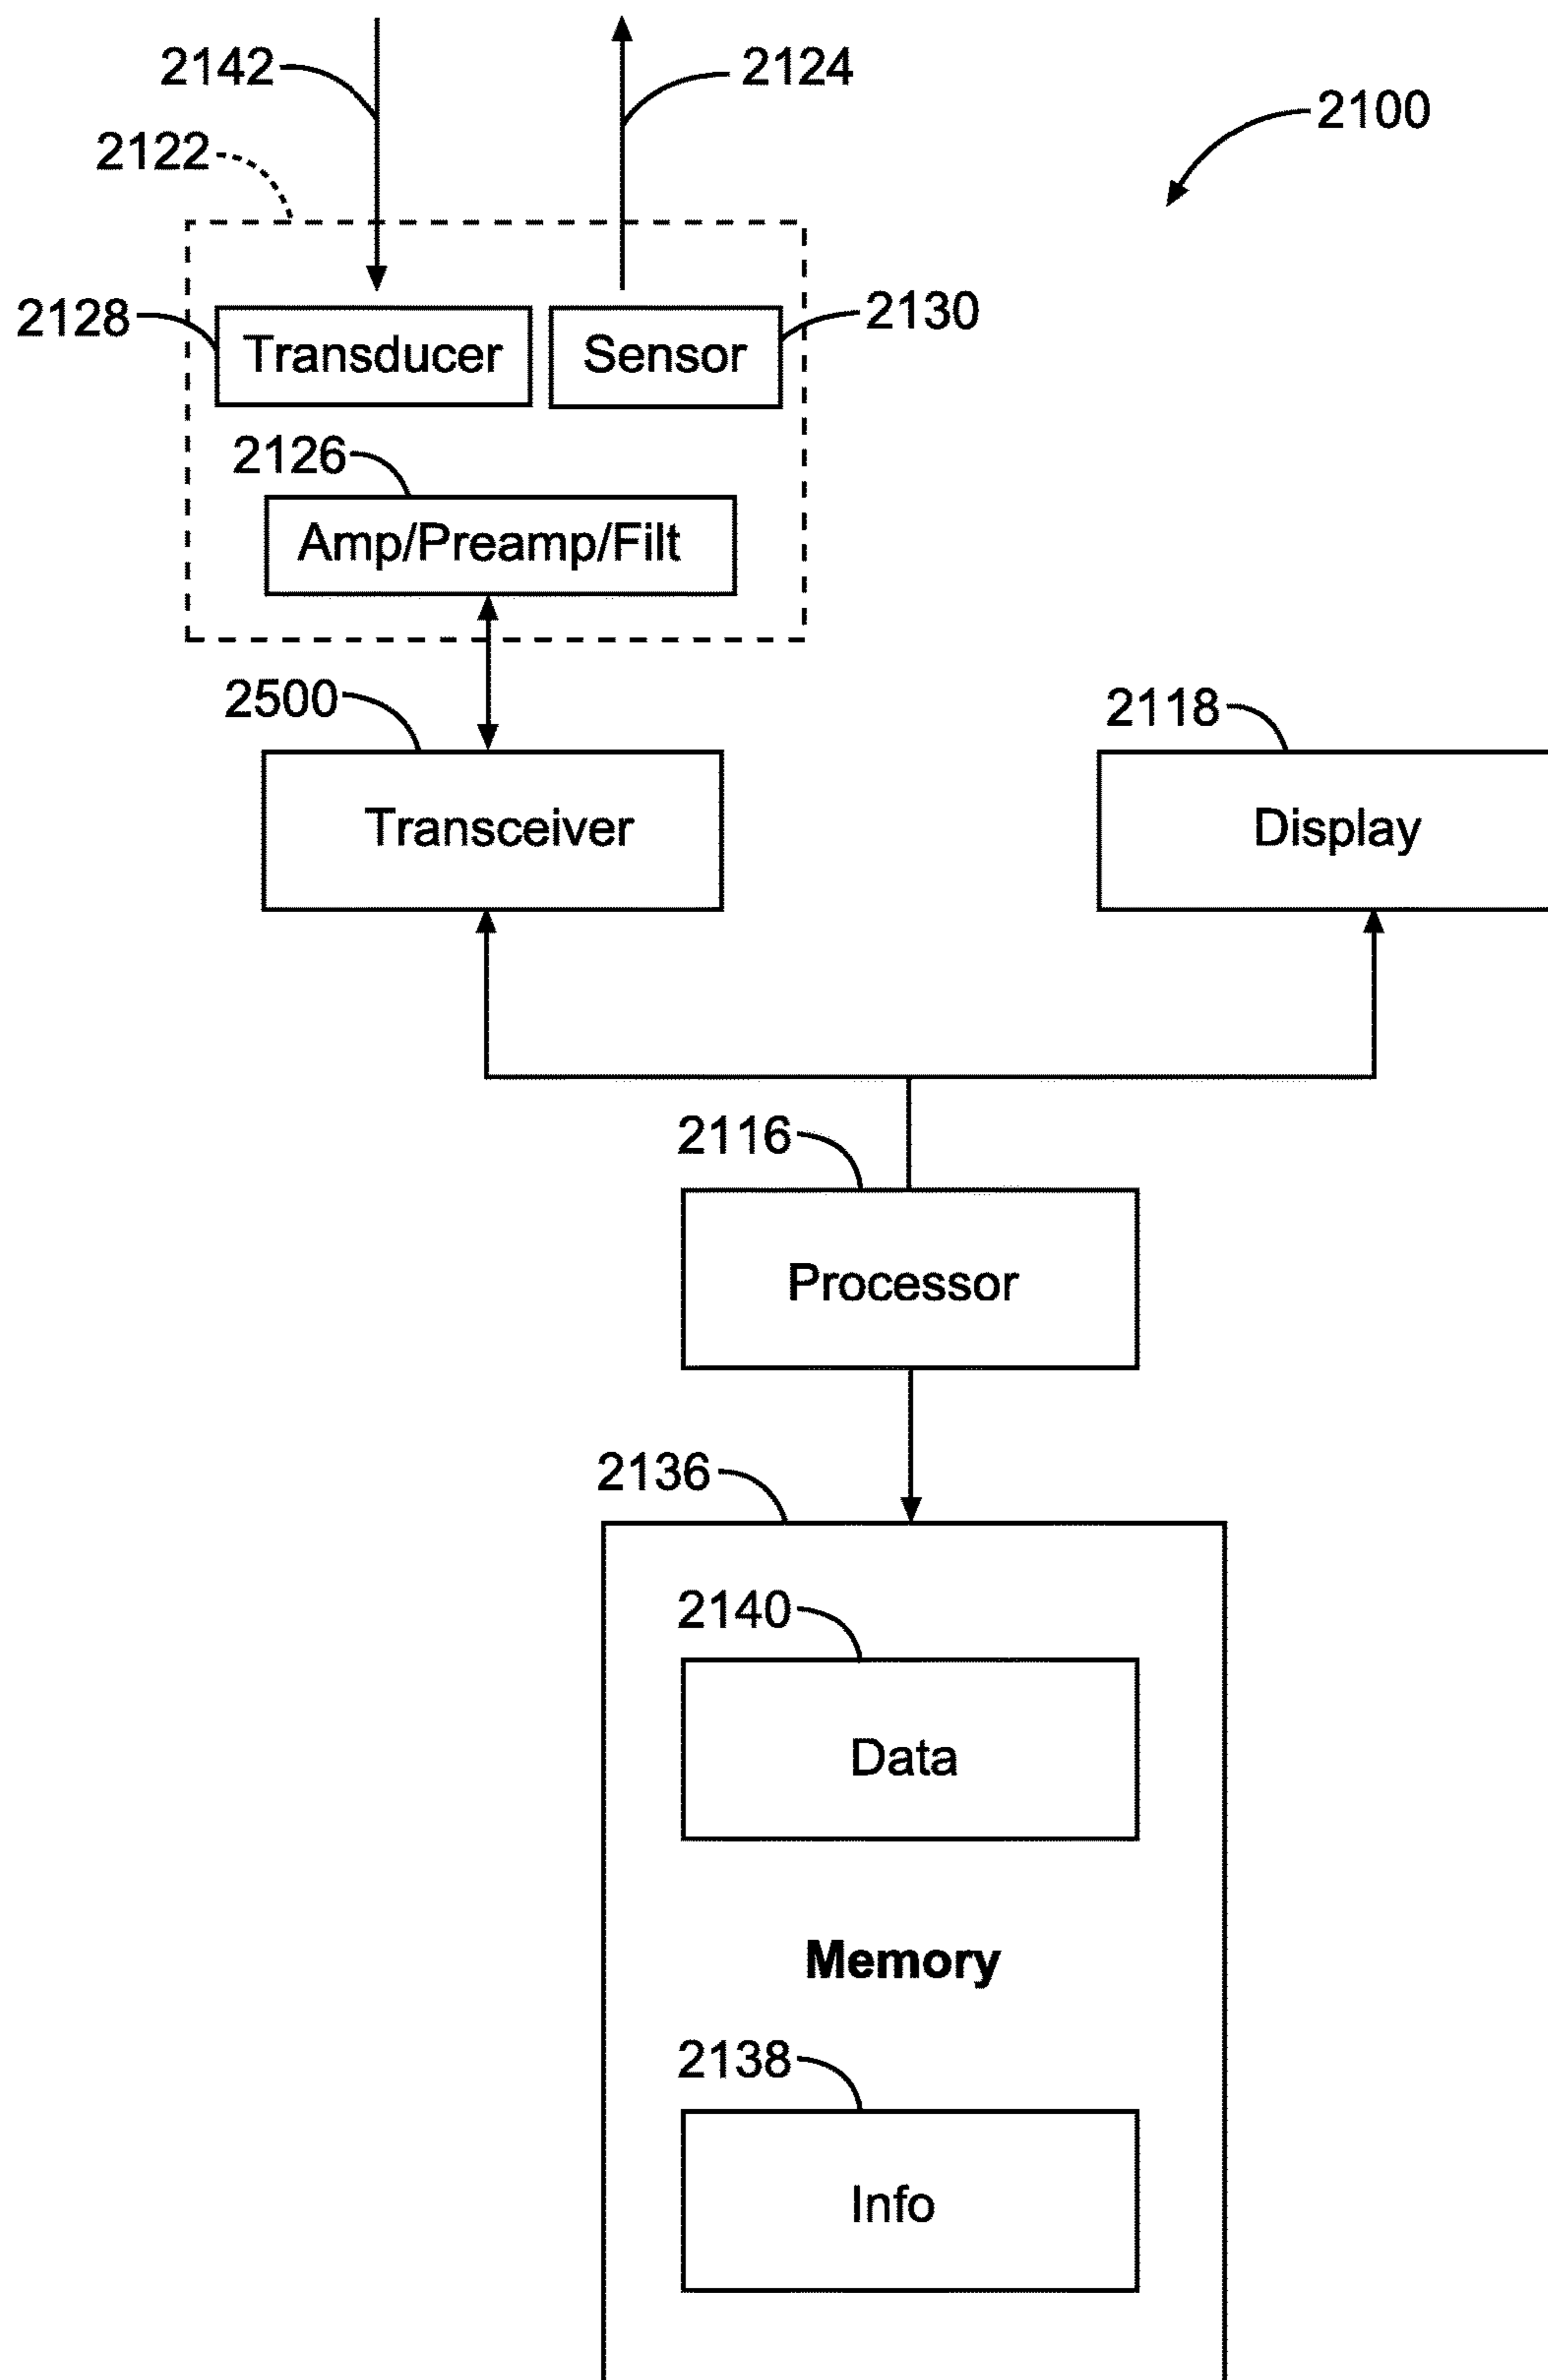 2142
2124
2100
2122
2128
Transducer
Sensor
2130
2126
Amp/Preamp/Filt
2500
2118
Transceiver
Display
2116
Processor
2136
2140
Data
Memory
2138
Info